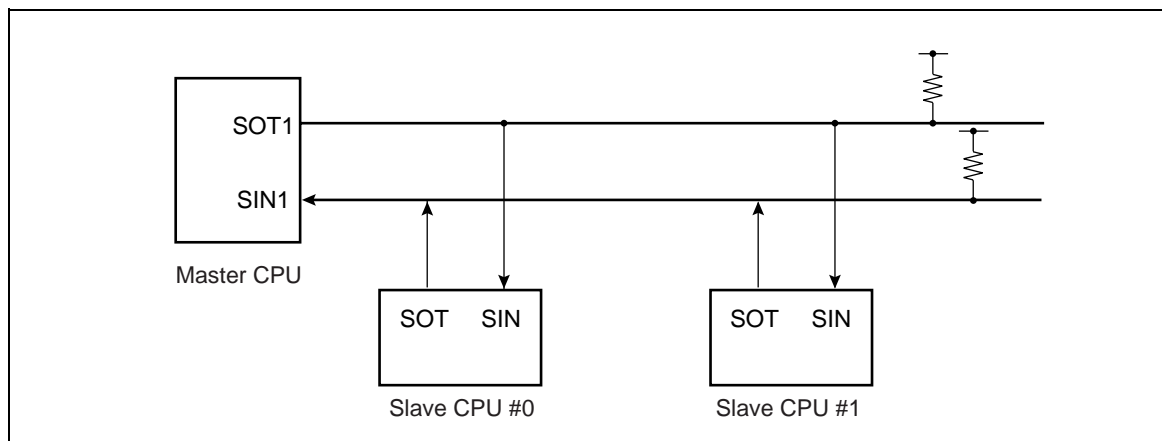 SOT1
SIN1
Master CPU
SOT SIN
Slave CPU #0
SOT SIN
Slave CPU #1